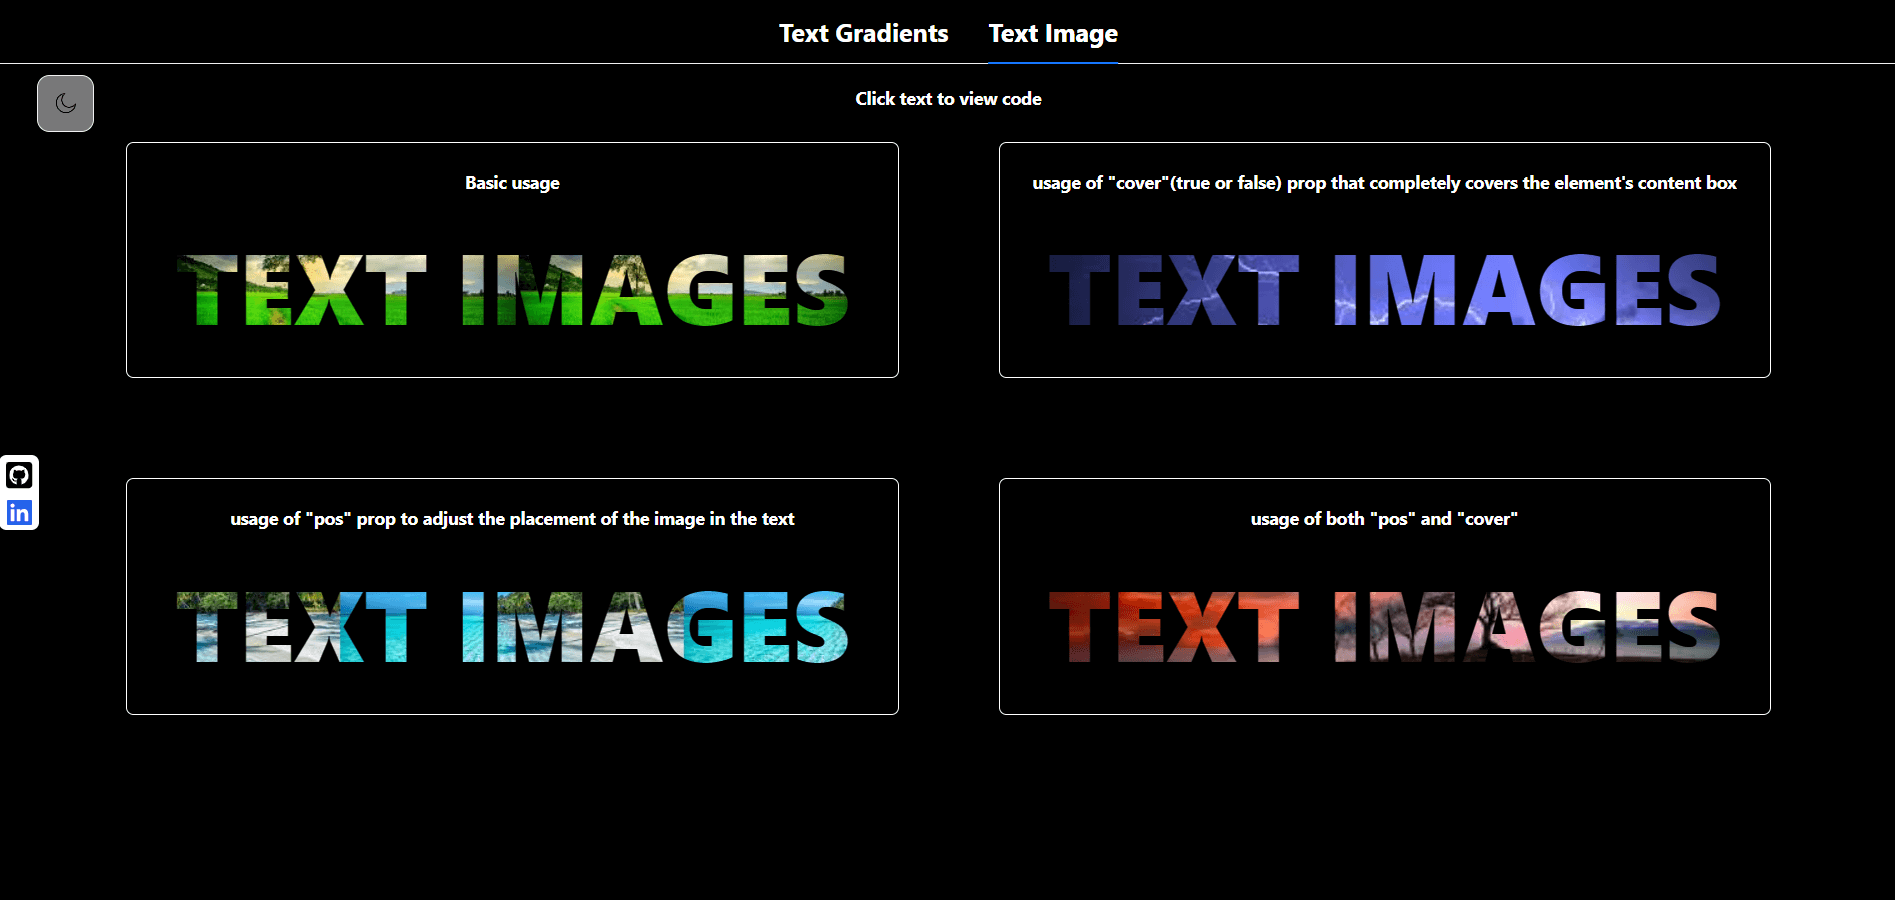 Text Gradients
Text Image
Click text to view code
Basic usage
TEXT IMAGES
usage of "cover"(true or false) prop that completely covers the element's content box
TEXT IMAGES
in
usage of "pos" prop to adjust the placement of the image in the text
TEXT IMAGES
usage of both "pos" and "cover"
TEXT IMAGES